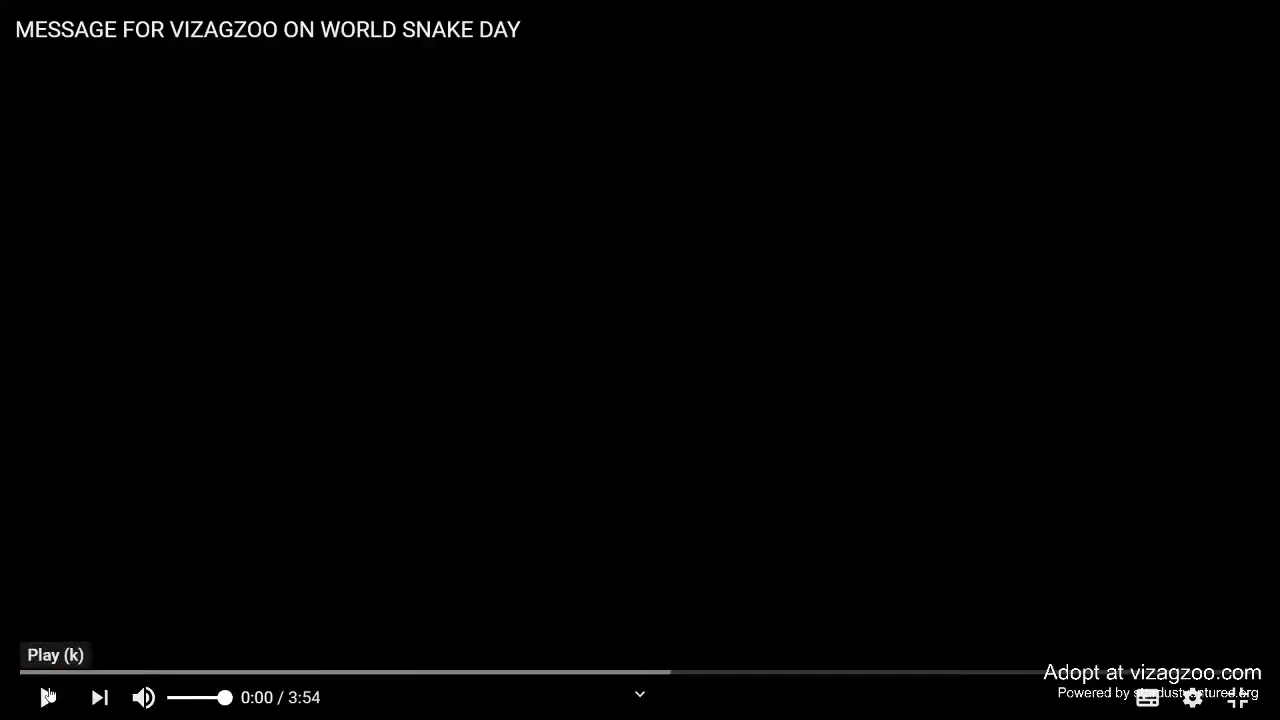 MESSAGE FOR VIZAGZOO ON WORLD SNAKE DAY
Play (k)
0:00 / 3:54
Adopt at vizagzoo.com
Powered by